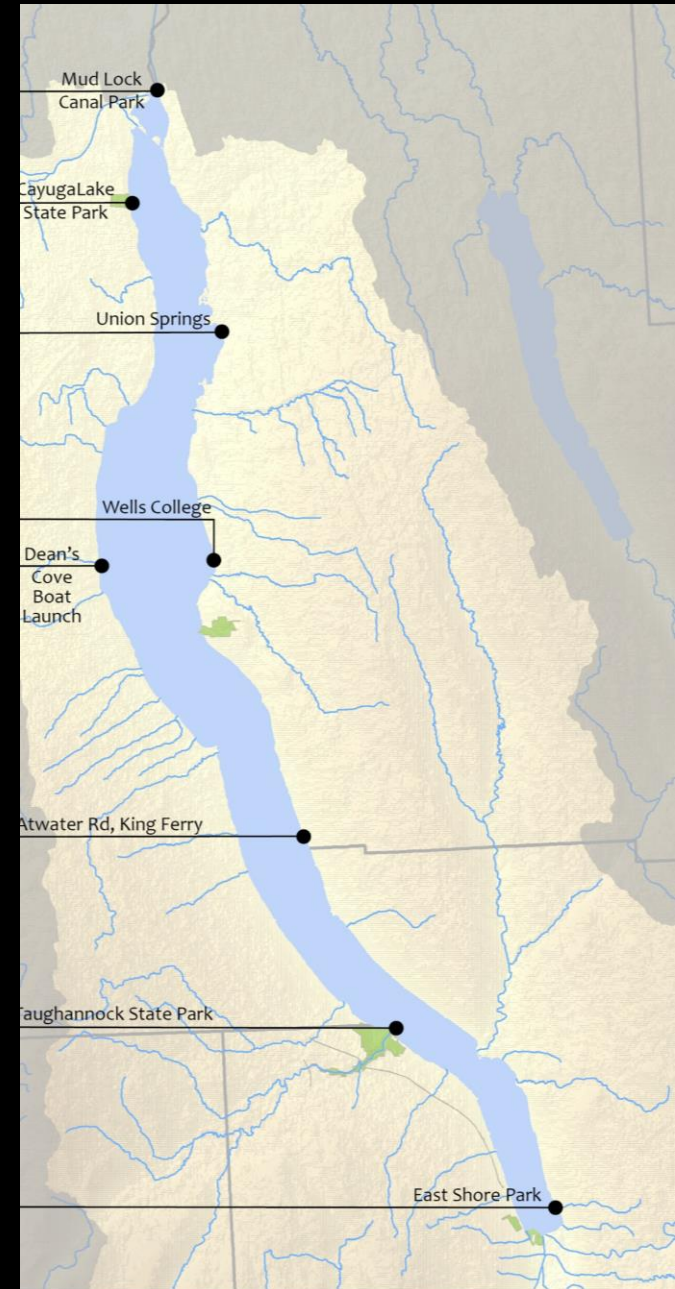 Mud Lock
Canal Park
CayugaLake
State Park
Union Springs
Wells College
Dean's
Cove
Boat
Launch
Atwater Rd, King Ferry
Taughannock State Park
East Shore Park